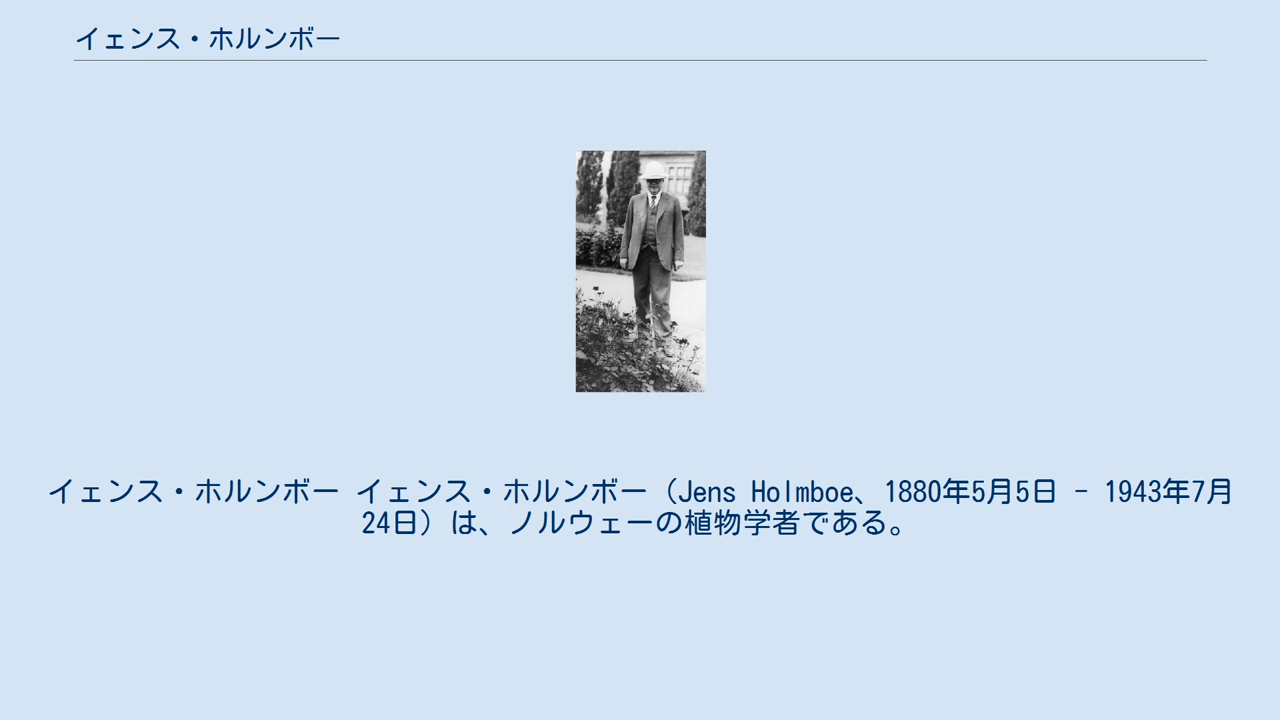 イェンス・ホルンボー
イェンス・ホルンボー イェンス・ホルンボー（Jens Holmboe、1880年5月5日 - 1943年7月
24日）は、ノルウェーの植物学者である。